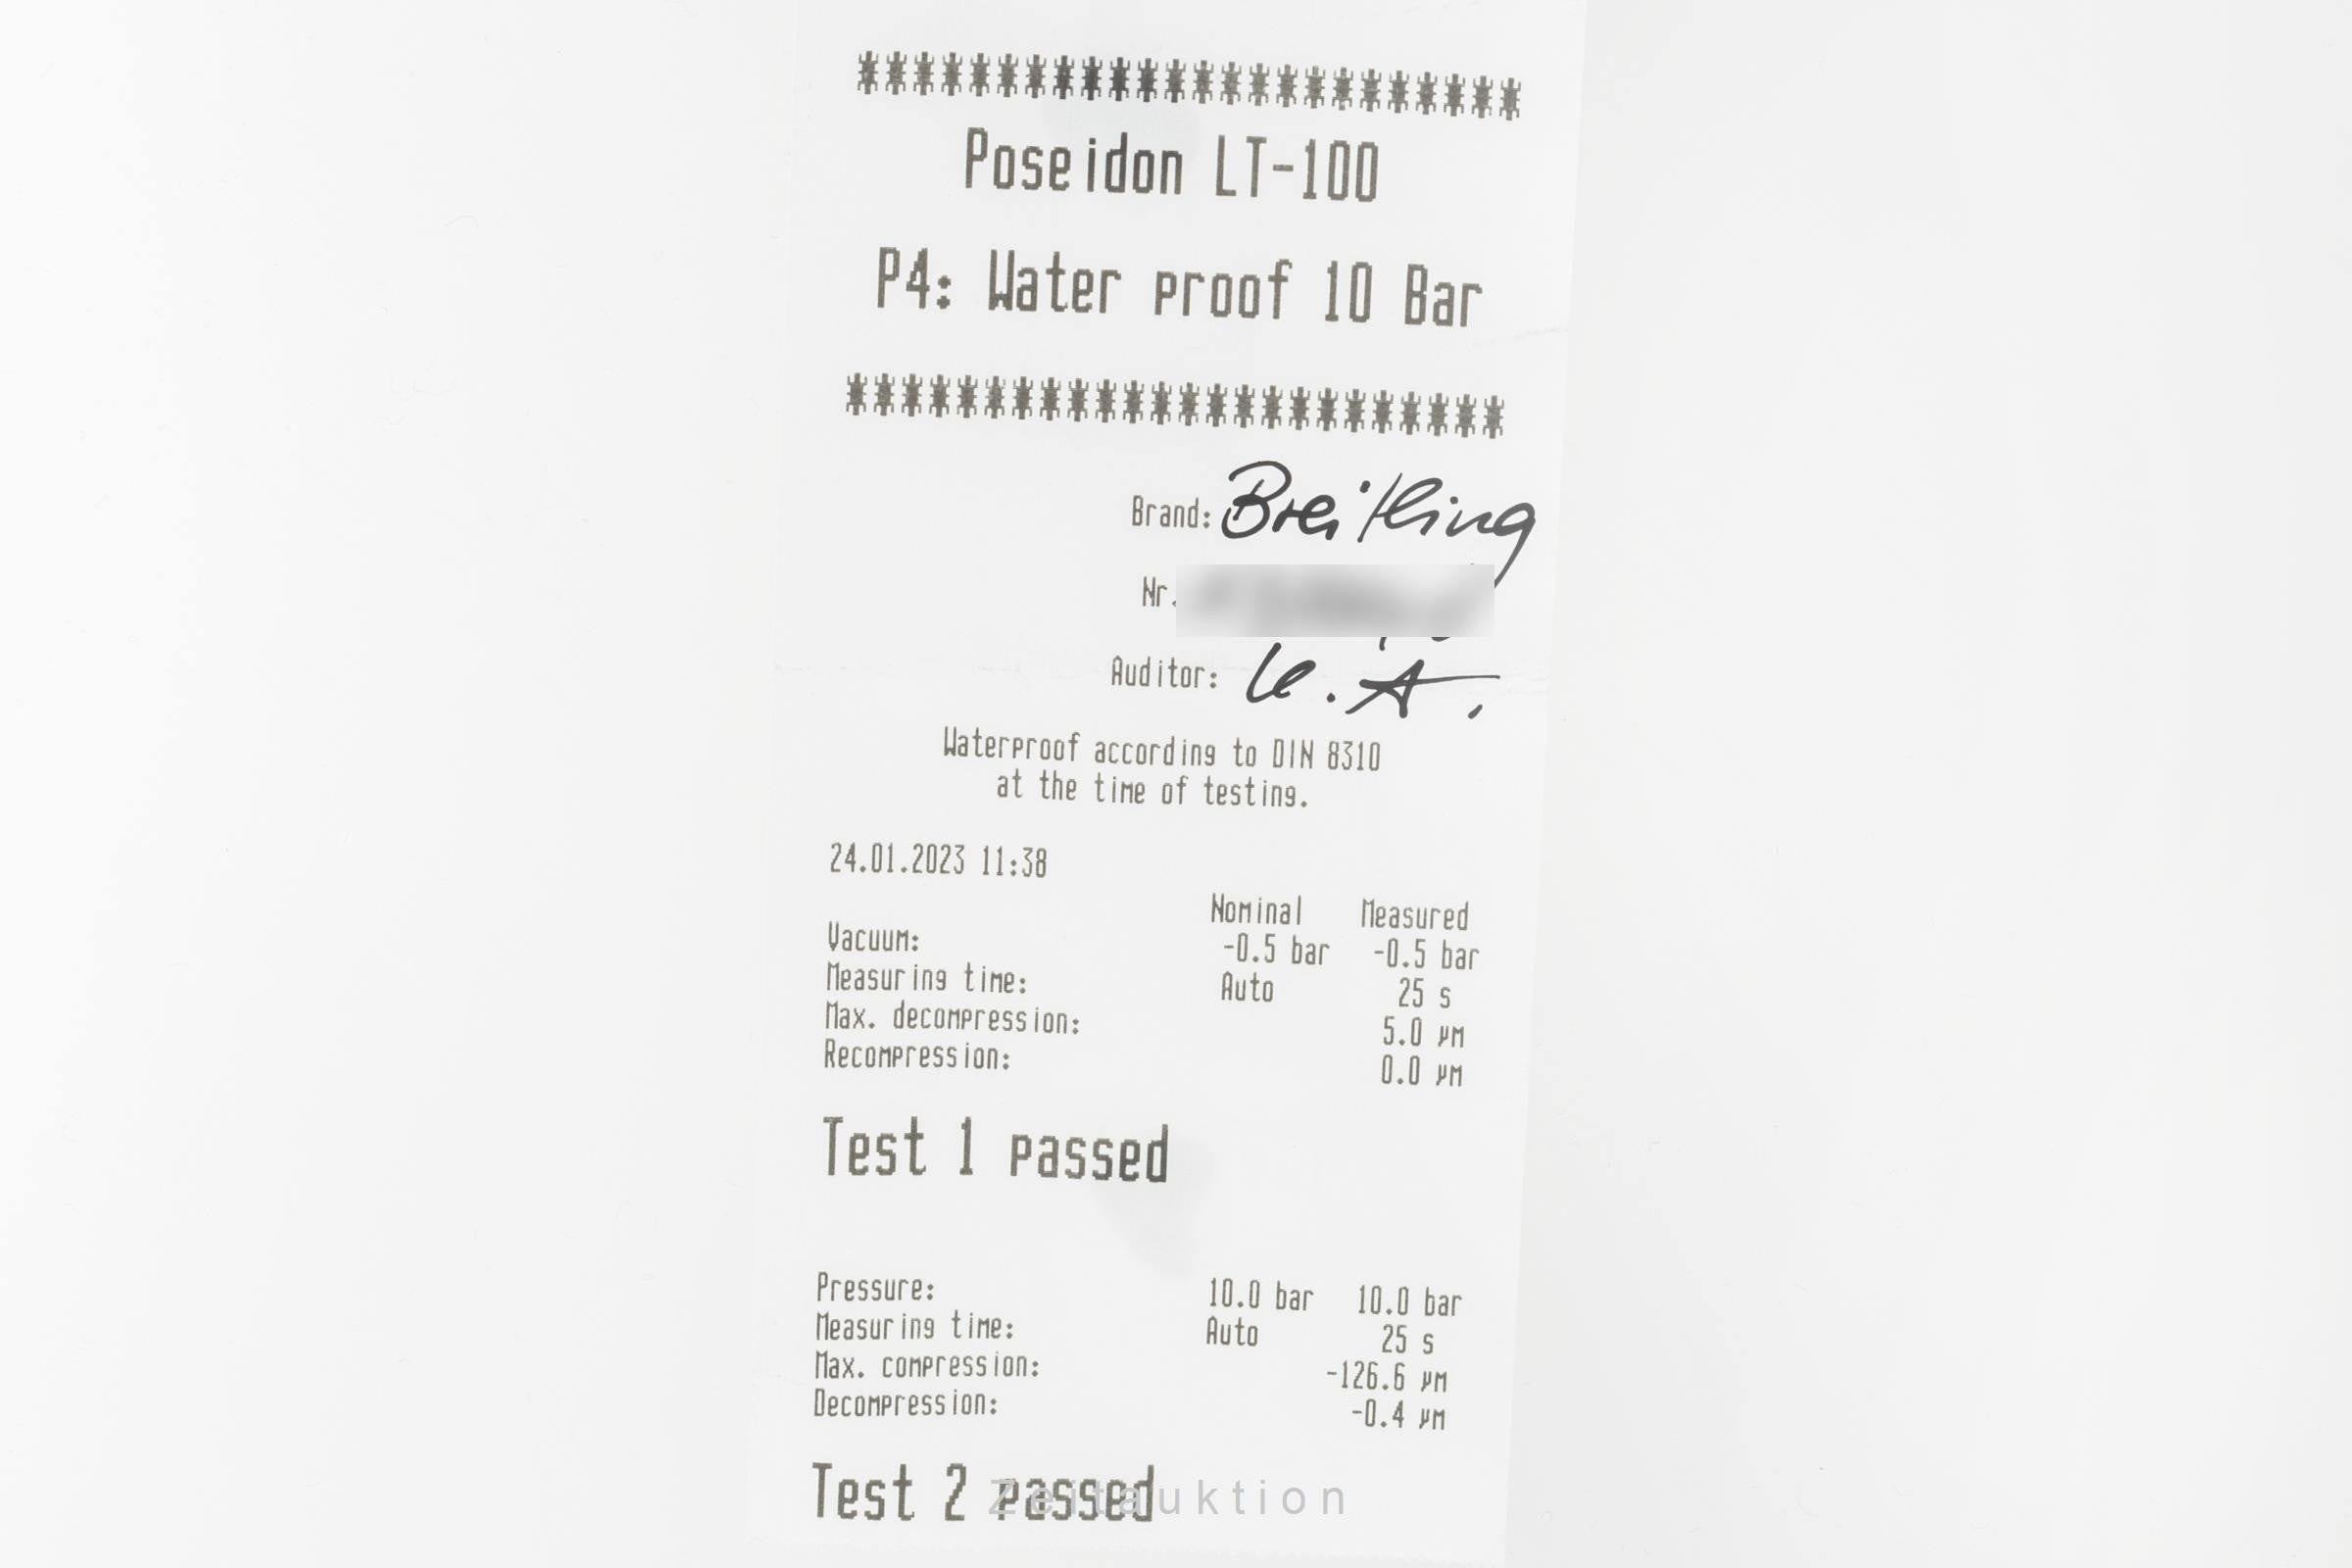 ************************
Poseidon LT-100
P4: Water proof 10 Bar
************************
Brand: Breitling
Nr.
Auditor: K. A.
Waterproof according to DIN 8310
at the time of testing.
24.01.2023 11:38
Nominal Measured
Vacuum: -0.5 bar -0.5 bar
Measuring time: Auto 25 s
Max. decompression: 5.0 µm
Recompression: 0.0 µm
Test 1 passed
Pressure: 10.0 bar 10.0 bar
Measuring time: Auto 25 s
Max. compression: -126.6 µm
Decompression: -0.4 µm
Test 2 passed
Zeitauktion